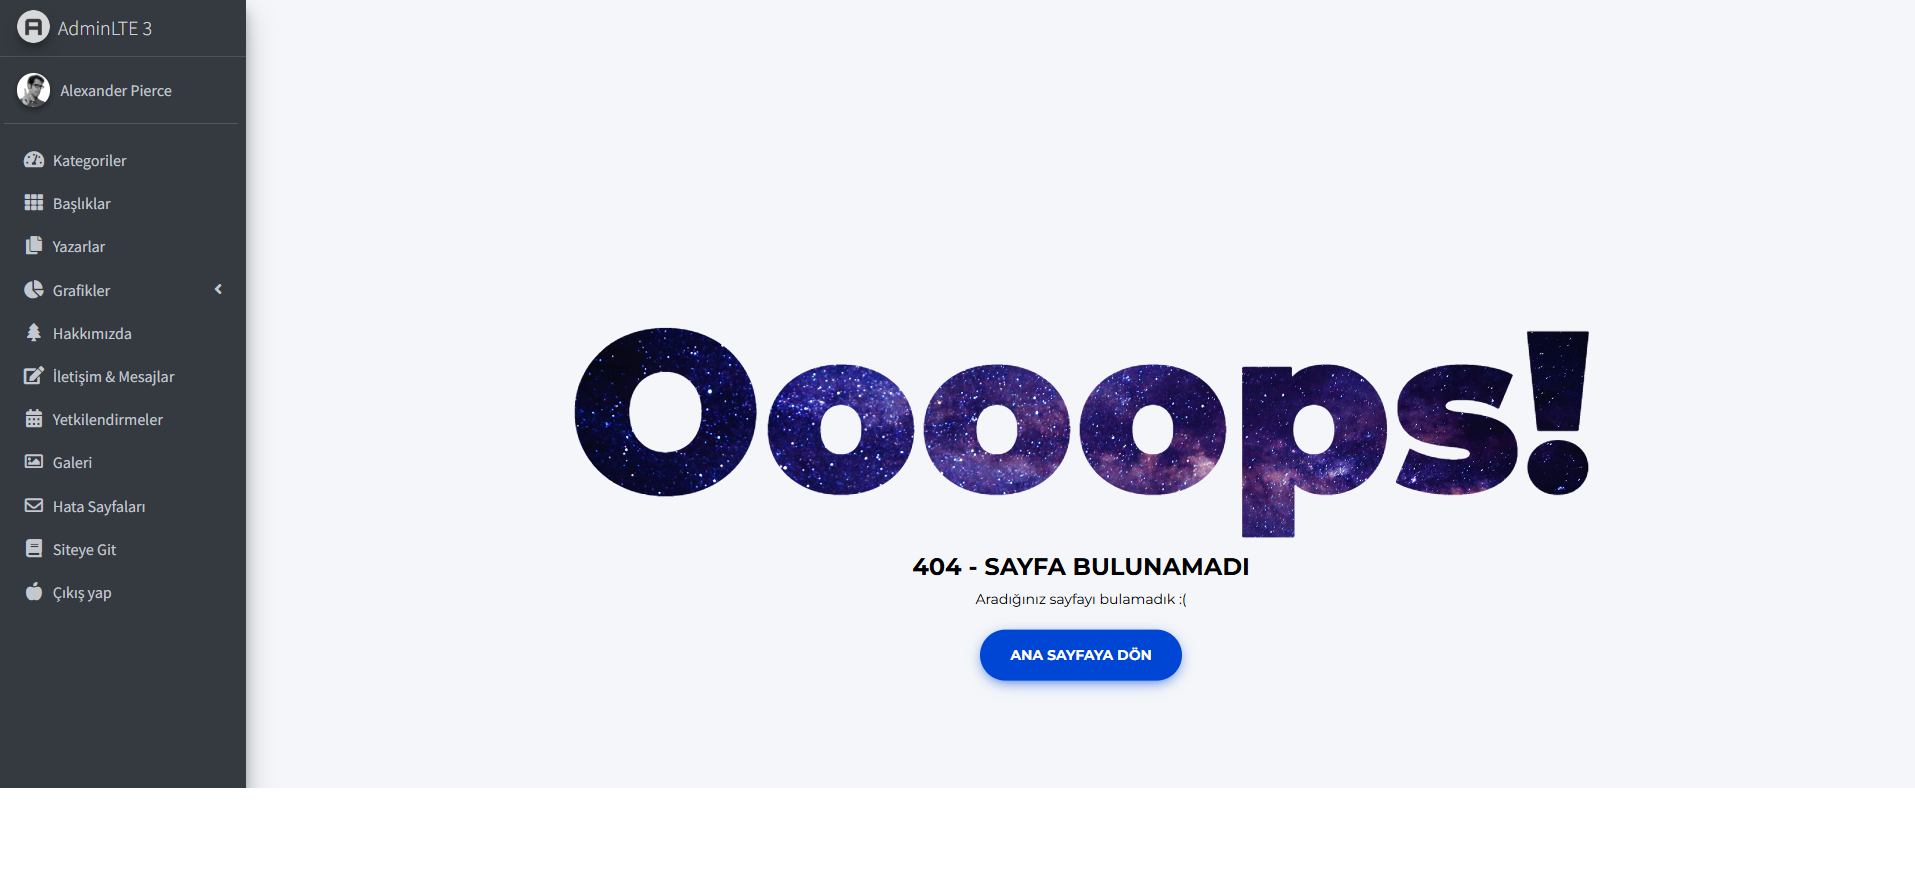 AdminLTE 3
Alexander Pierce
Kategoriler
Başlıklar
Yazarlar
Grafikler
Hakkımızda
İletişim & Mesajlar
Yetkilendirmeler
Galeri
Hata Sayfaları
Siteye Git
Çıkış yap
Oooops!
404 - SAYFA BULUNAMADI
Aradığınız sayfayı bulamadık :(
ANA SAYFAYA DÖN